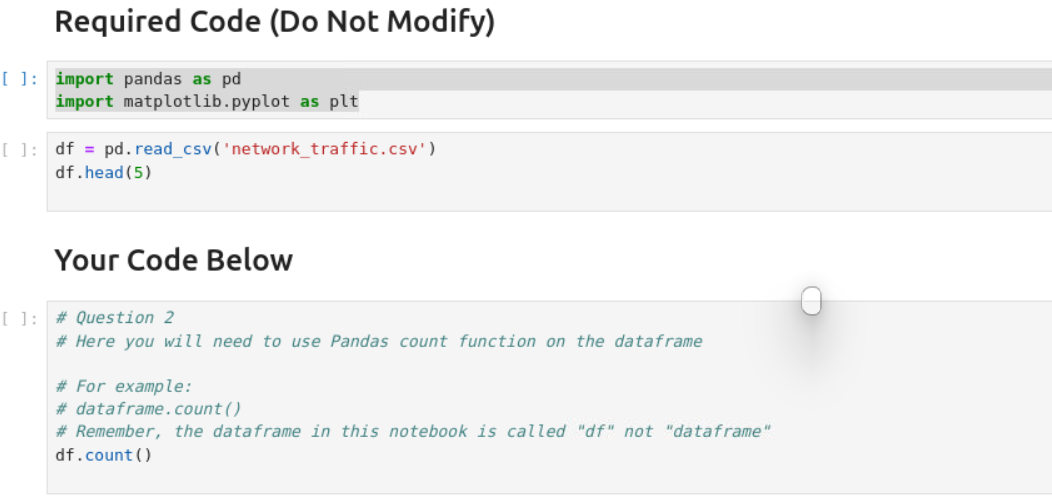 Required Code (Do Not Modify)
[ ]: import pandas as pd
import matplotlib.pyplot as plt
[ ]: df = pd.read_csv('network_traffic.csv')
df.head(5)
Your Code Below
[ ]: # Question 2
# Here you will need to use Pandas count function on the dataframe
# For example:
# dataframe.count()
# Remember, the dataframe in this notebook is called "df" not "dataframe"
df.count()